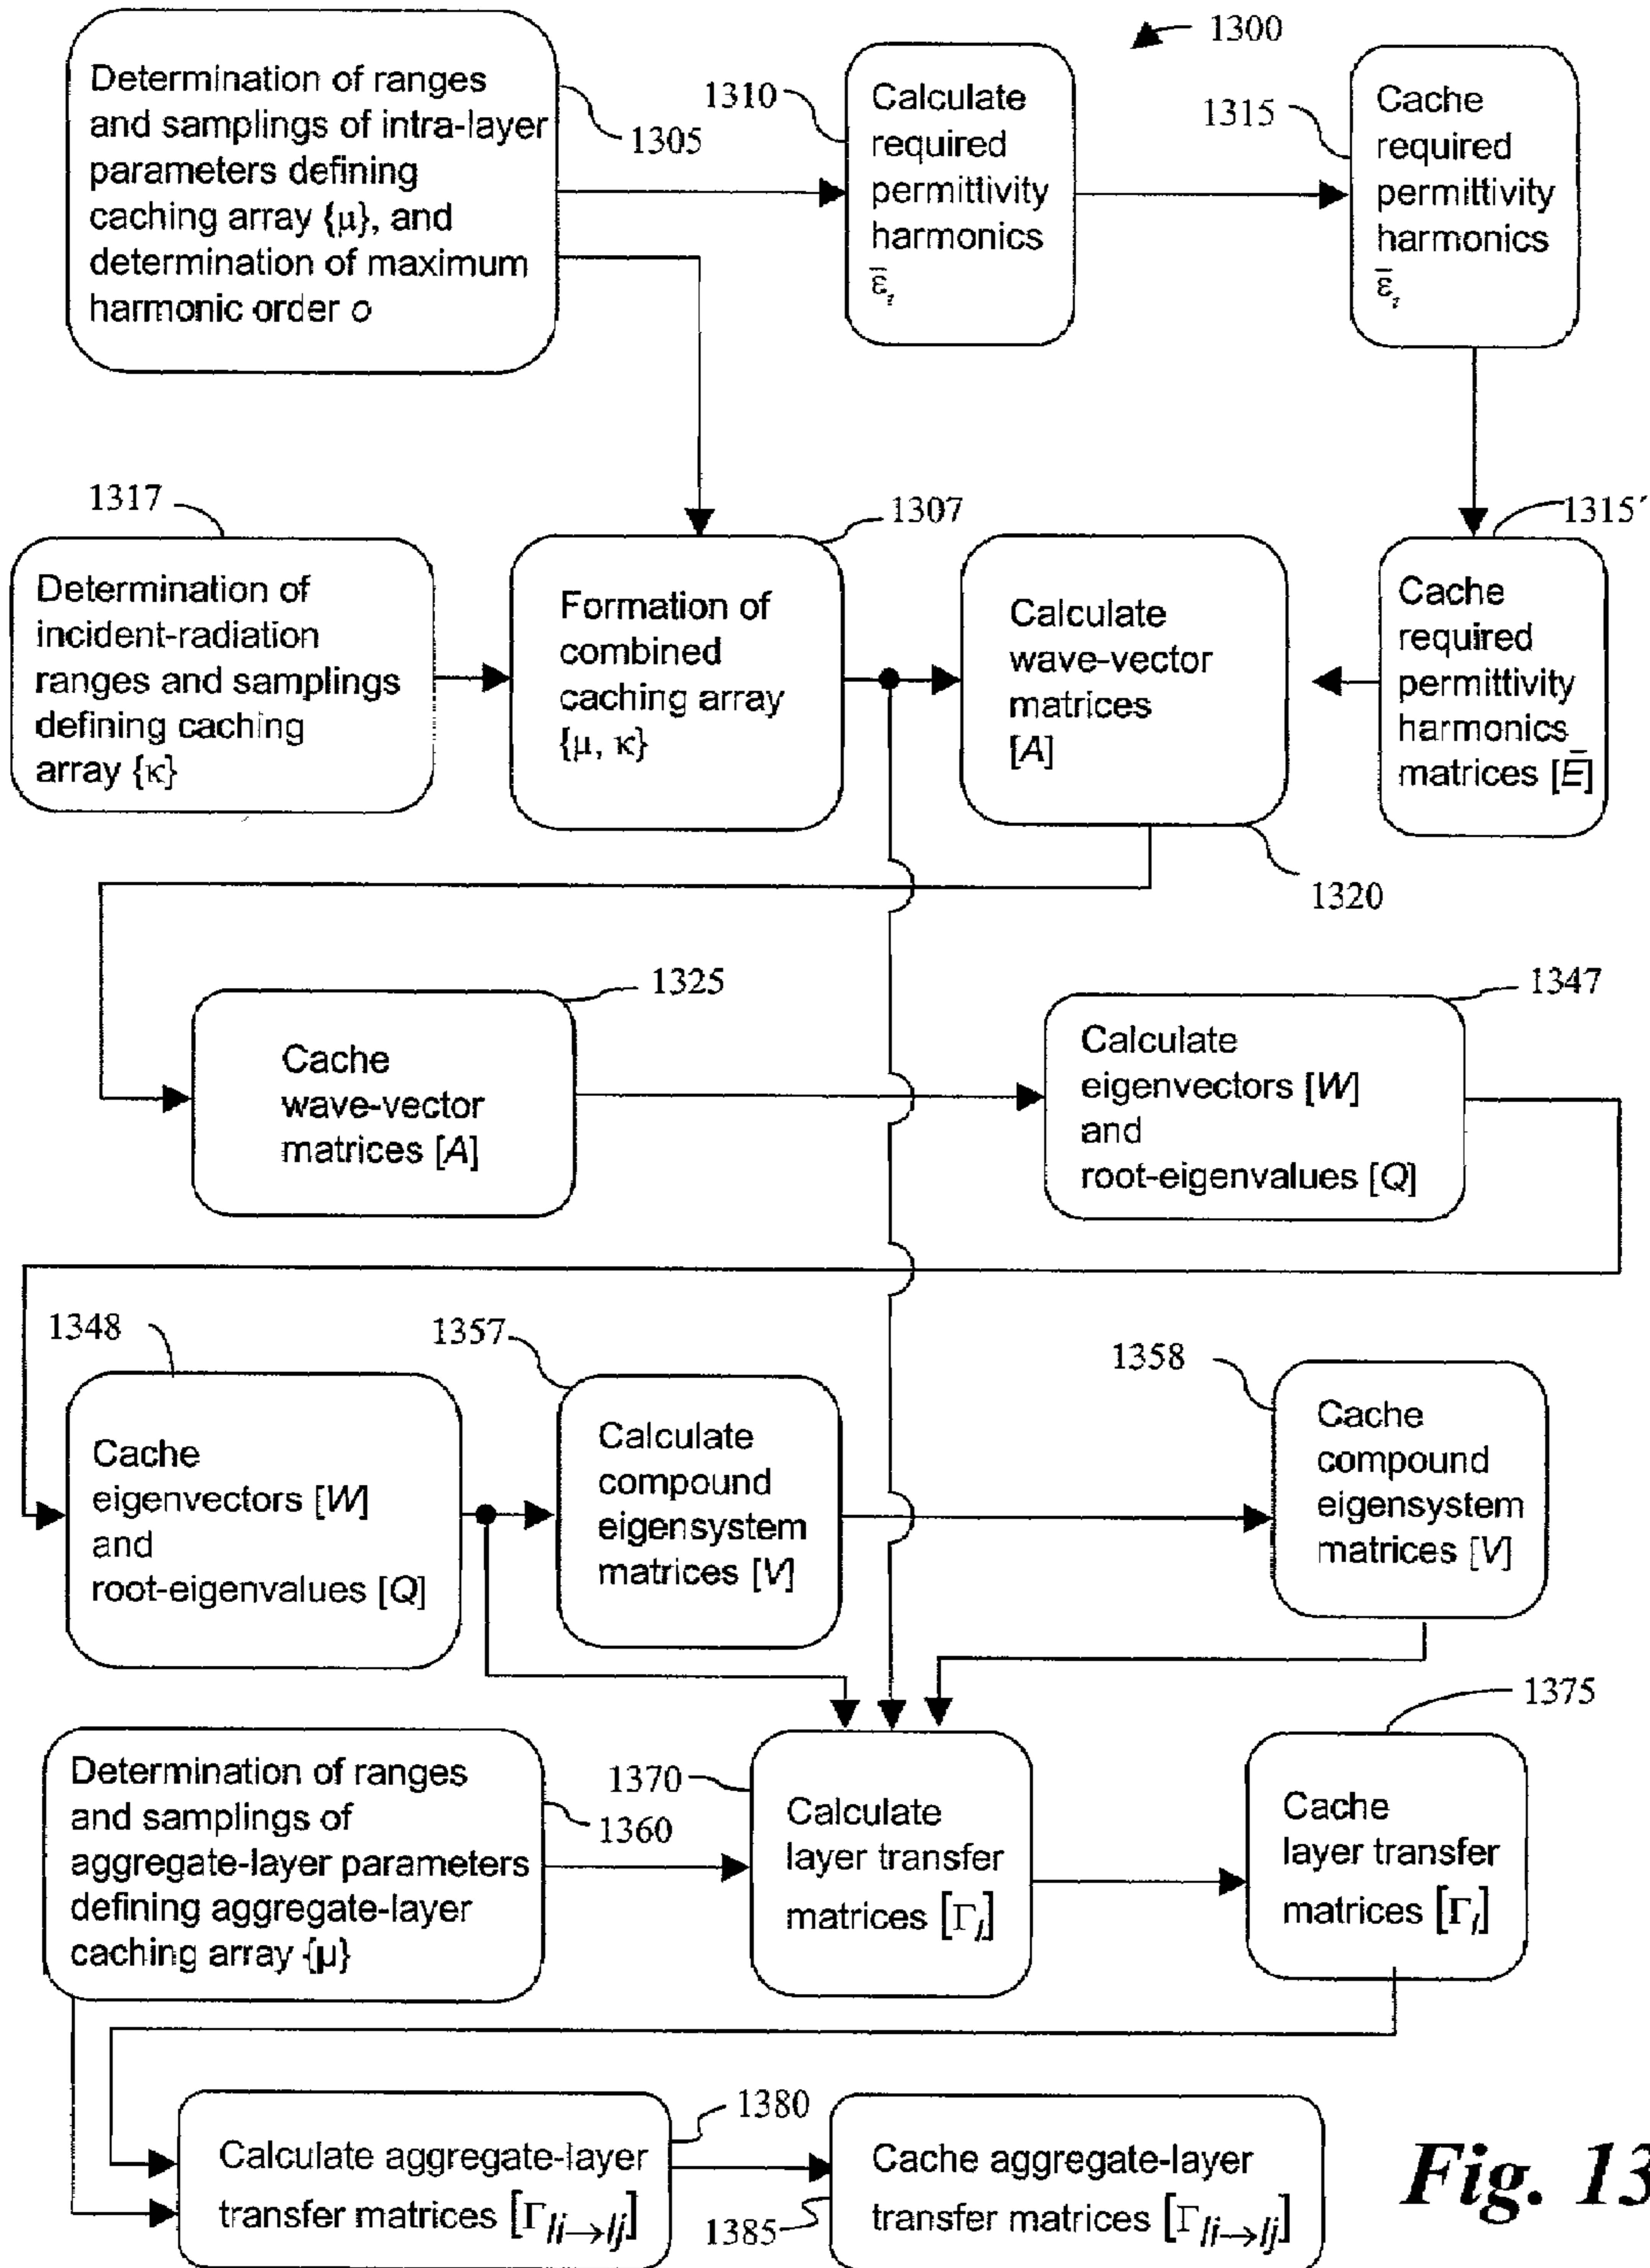 1300
Determination of ranges
and samplings of intra-layer
parameters defining
caching array {μ}, and
determination of maximum
harmonic order o
1305
1310
Calculate
required
permittivity
harmonics
1315
Cache
required
permittivity
harmonics
1317
Determination of
incident-radiation
ranges and samplings
defining caching
array {κ}
1307
Formation of
combined
caching array
{μ, κ}
Calculate
wave-vector
matrices
[A]
1320
1315´
Cache
required
permittivity
harmonics
matrices [Ē]
1325
Cache
wave-vector
matrices [A]
1347
Calculate
eigenvectors [W]
and
root-eigenvalues [Q]
1348
Cache
eigenvectors [W]
and
root-eigenvalues [Q]
1357
Calculate
compound
eigensystem
matrices [V]
1358
Cache
compound
eigensystem
matrices [V]
Determination of ranges
and samplings of
aggregate-layer parameters
defining aggregate-layer
caching array {μ}
1360
1370
Calculate
layer transfer
matrices [Γl]
1375
Cache
layer transfer
matrices [Γl]
1380
Calculate aggregate-layer
transfer matrices [Γli→lj]
1385
Cache aggregate-layer
transfer matrices [Γli→lj]
Fig. 13